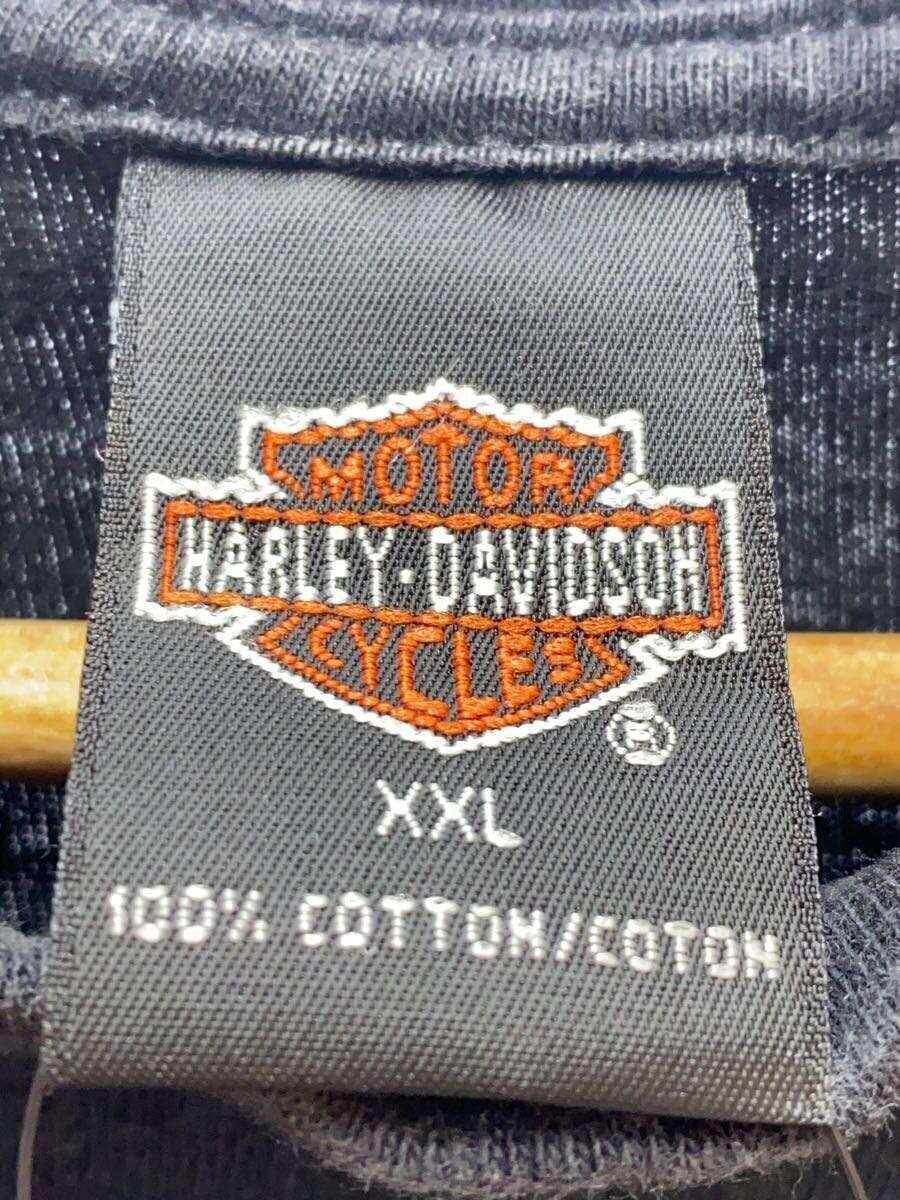 MOTOR
HARLEY-DAVIDSON
CYCLES
®
XXL
100% COTTON/COTON